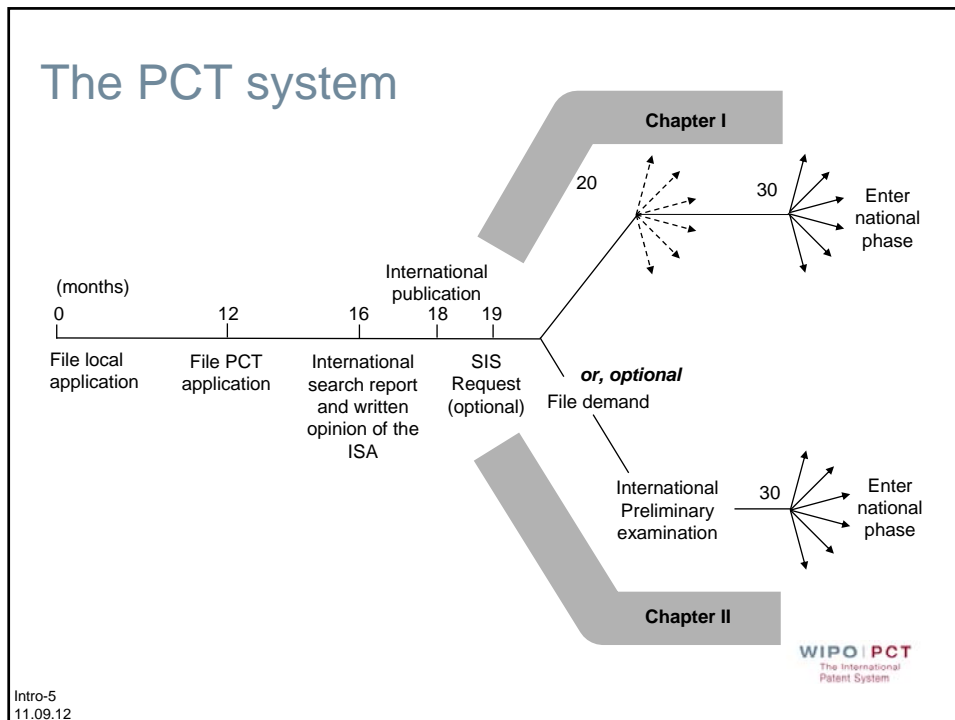 The PCT system
Chapter I
20
30
Enter
national
phase
International
publication
(months)
0
12
16
18
19
File local
application
File PCT
application
International
search report
and written
opinion of the
ISA
SIS
Request
(optional)
or, optional
File demand
International
Preliminary
examination
30
Enter
national
phase
Chapter II
WIPO | PCT
The International
Patent System
Intro-5
11.09.12